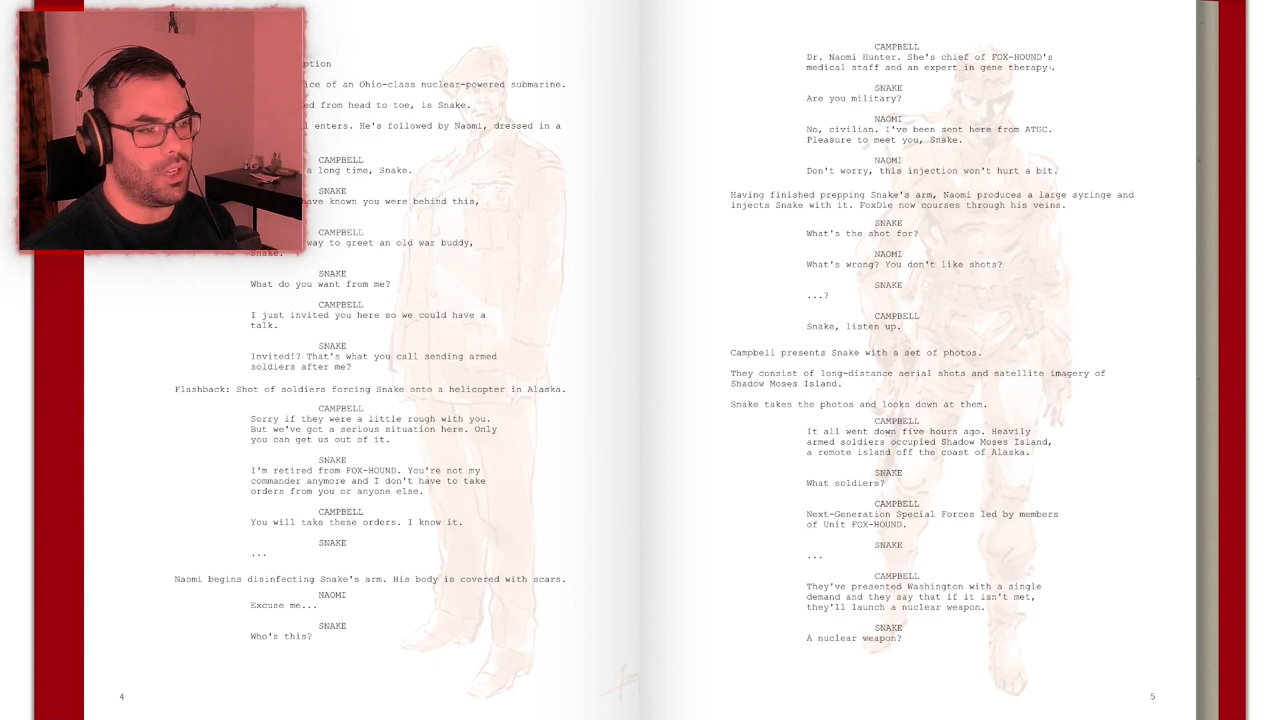 ption
ice of an Ohio-class nuclear-powered submarine.
ed from head to toe, is Snake.
l enters. He's followed by Naomi, dressed in a
CAMPBELL
a long time, Snake.
SNAKE
have known you were behind this,
CAMPBELL
way to greet an old war buddy,
Snake.
SNAKE
What do you want from me?
CAMPBELL
I just invited you here so we could have a
talk.
SNAKE
Invited!? That's what you call sending armed
soldiers after me?
Flashback: Shot of soldiers forcing Snake onto a helicopter in Alaska.
CAMPBELL
Sorry if they were a little rough with you.
But we've got a serious situation here. Only
you can get us out of it.
SNAKE
I'm retired from FOX-HOUND. You're not my
commander anymore and I don't have to take
orders from you or anyone else.
CAMPBELL
You will take these orders. I know it.
SNAKE
...
Naomi begins disinfecting Snake's arm. His body is covered with scars.
NAOMI
Excuse me...
SNAKE
Who's this?
4
CAMPBELL
Dr. Naomi Hunter. She's chief of FOX-HOUND's
medical staff and an expert in gene therapy.
SNAKE
Are you military?
NAOMI
No, civilian. I've been sent here from ATGC.
Pleasure to meet you, Snake.
NAOMI
Don't worry, this injection won't hurt a bit.
Having finished prepping Snake's arm, Naomi produces a large syringe and
injects Snake with it. FoxDie now courses through his veins.
SNAKE
What's the shot for?
NAOMI
What's wrong? You don't like shots?
SNAKE
...?
CAMPBELL
Snake, listen up.
Campbell presents Snake with a set of photos.
They consist of long-distance aerial shots and satellite imagery of
Shadow Moses Island.
Snake takes the photos and looks down at them.
CAMPBELL
It all went down five hours ago. Heavily
armed soldiers occupied Shadow Moses Island,
a remote island off the coast of Alaska.
SNAKE
What soldiers?
CAMPBELL
Next-Generation Special Forces led by members
of Unit FOX-HOUND.
SNAKE
...
CAMPBELL
They've presented Washington with a single
demand and they say that if it isn't met,
they'll launch a nuclear weapon.
SNAKE
A nuclear weapon?
5